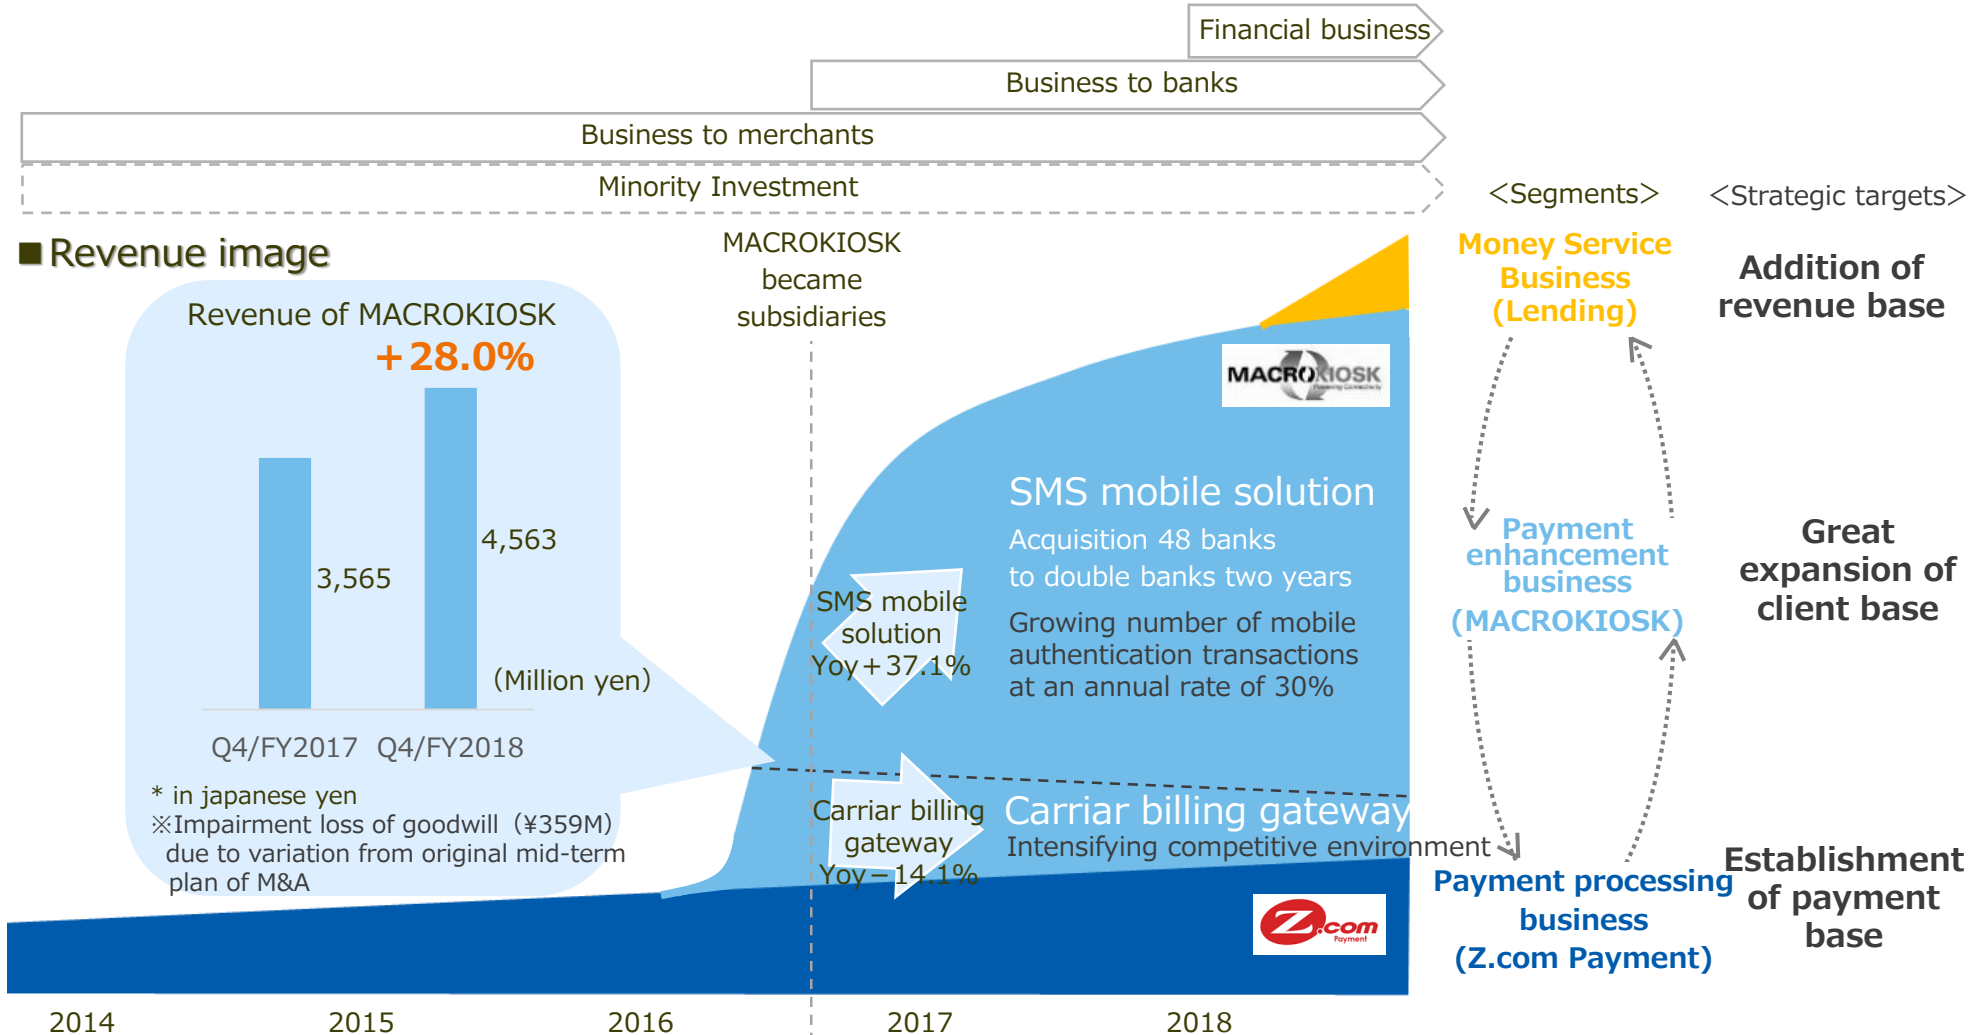 Financial business
Business to banks
Business to merchants
Minority Investment
＜Segments＞
＜Strategic targets＞
■Revenue image
MACROKIOSK
became
subsidiaries
Revenue of MACROKIOSK
＋28.0%
3,565
4,563
（Million yen）
Q4/FY2017
Q4/FY2018
* in japanese yen
※Impairment loss of goodwill（¥359M）
due to variation from original mid-term
plan of M&A
MACROKIOSK
Powering Connectivity
SMS mobile solution
Acquisition 48 banks
to double banks two years
Growing number of mobile
authentication transactions
at an annual rate of 30%
SMS mobile
solution
Yoy＋37.1%
Carriar billing
gateway
Yoy－14.1%
Carriar billing gateway
Intensifying competitive environment
Z.com
Payment
Money Service
Business
(Lending)
Addition of
revenue base
Payment
enhancement
business
(MACROKIOSK)
Great
expansion of
client base
Payment processing
business
(Z.com Payment)
Establishment
of payment
base
2014
2015
2016
2017
2018